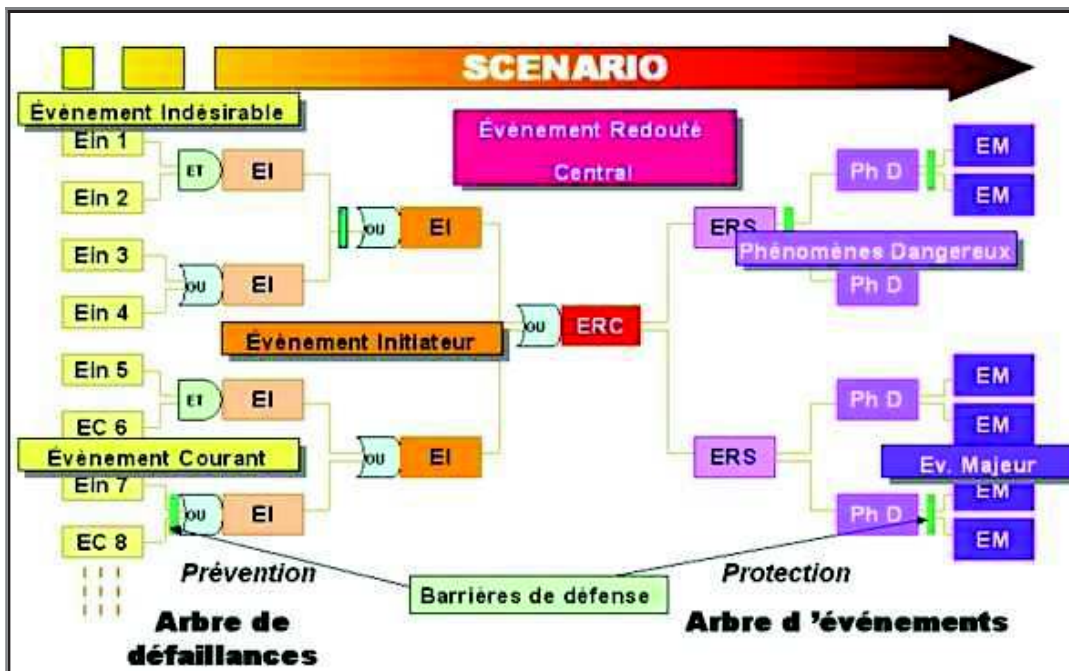 SCENARIO
Évènement Indésirable
Ein 1
Ein 2
ET
EI
Ein 3
Ein 4
OU
EI
OU
EI
Évènement Redouté
Central
Évènement Initiateur
OU
ERC
Ein 5
EC 6
ET
EI
Évènement Courant
Ein 7
EC 8
OU
EI
OU
EI
ERS
Ph D
EM
EM
Phénomènes Dangereux
Ph D
ERS
Ph D
EM
EM
Ev. Majeur
Ph D
EM
EM
Prévention
Protection
Barrières de défense
Arbre de
défaillances
Arbre d ’événements